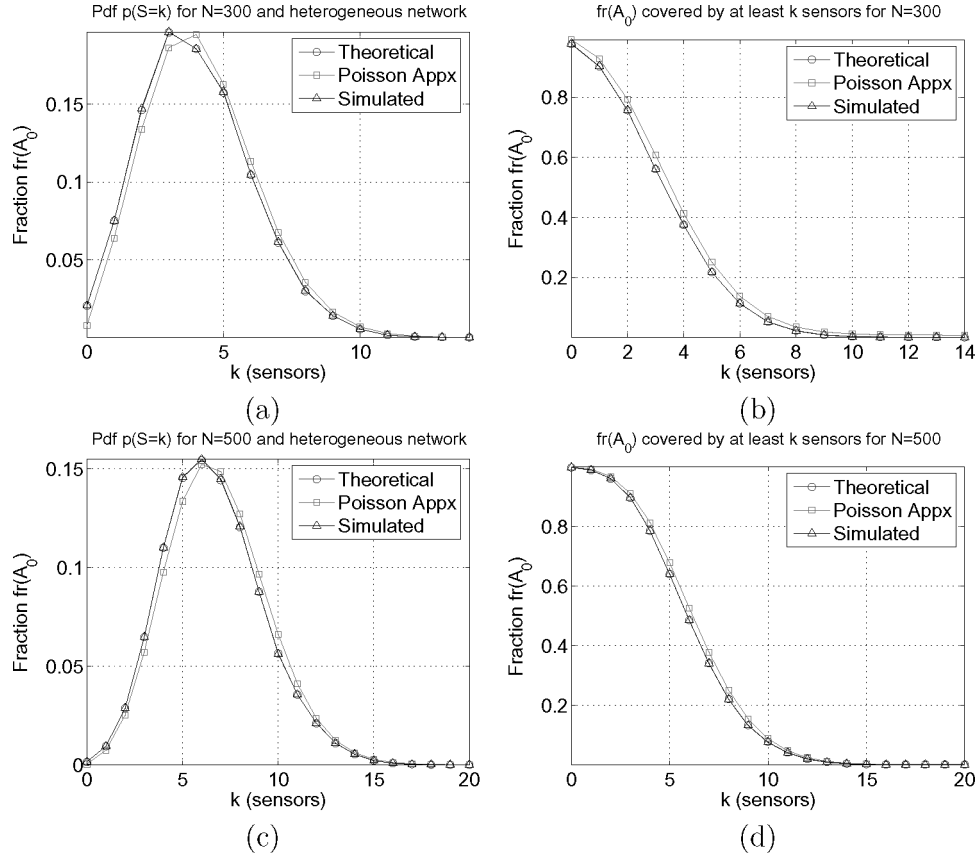 Pdf p(S=k) for N=300 and heterogeneous network
Theoretical
Poisson Appx
Simulated
Fraction fr(A0)
0.15
0.1
0.05
0
5
10
k (sensors)
(a)
fr(A0) covered by at least k sensors for N=300
Theoretical
Poisson Appx
Simulated
Fraction fr(A0)
0.8
0.6
0.4
0.2
0
2
4
6
8
10
12
14
k (sensors)
(b)
Pdf p(S=k) for N=500 and heterogeneous network
Theoretical
Poisson Appx
Simulated
Fraction fr(A0)
0.15
0.1
0.05
0
0
5
10
15
20
k (sensors)
(c)
fr(A0) covered by at least k sensors for N=500
Theoretical
Poisson Appx
Simulated
Fraction fr(A0)
0.8
0.6
0.4
0.2
0
5
10
15
20
k (sensors)
(d)